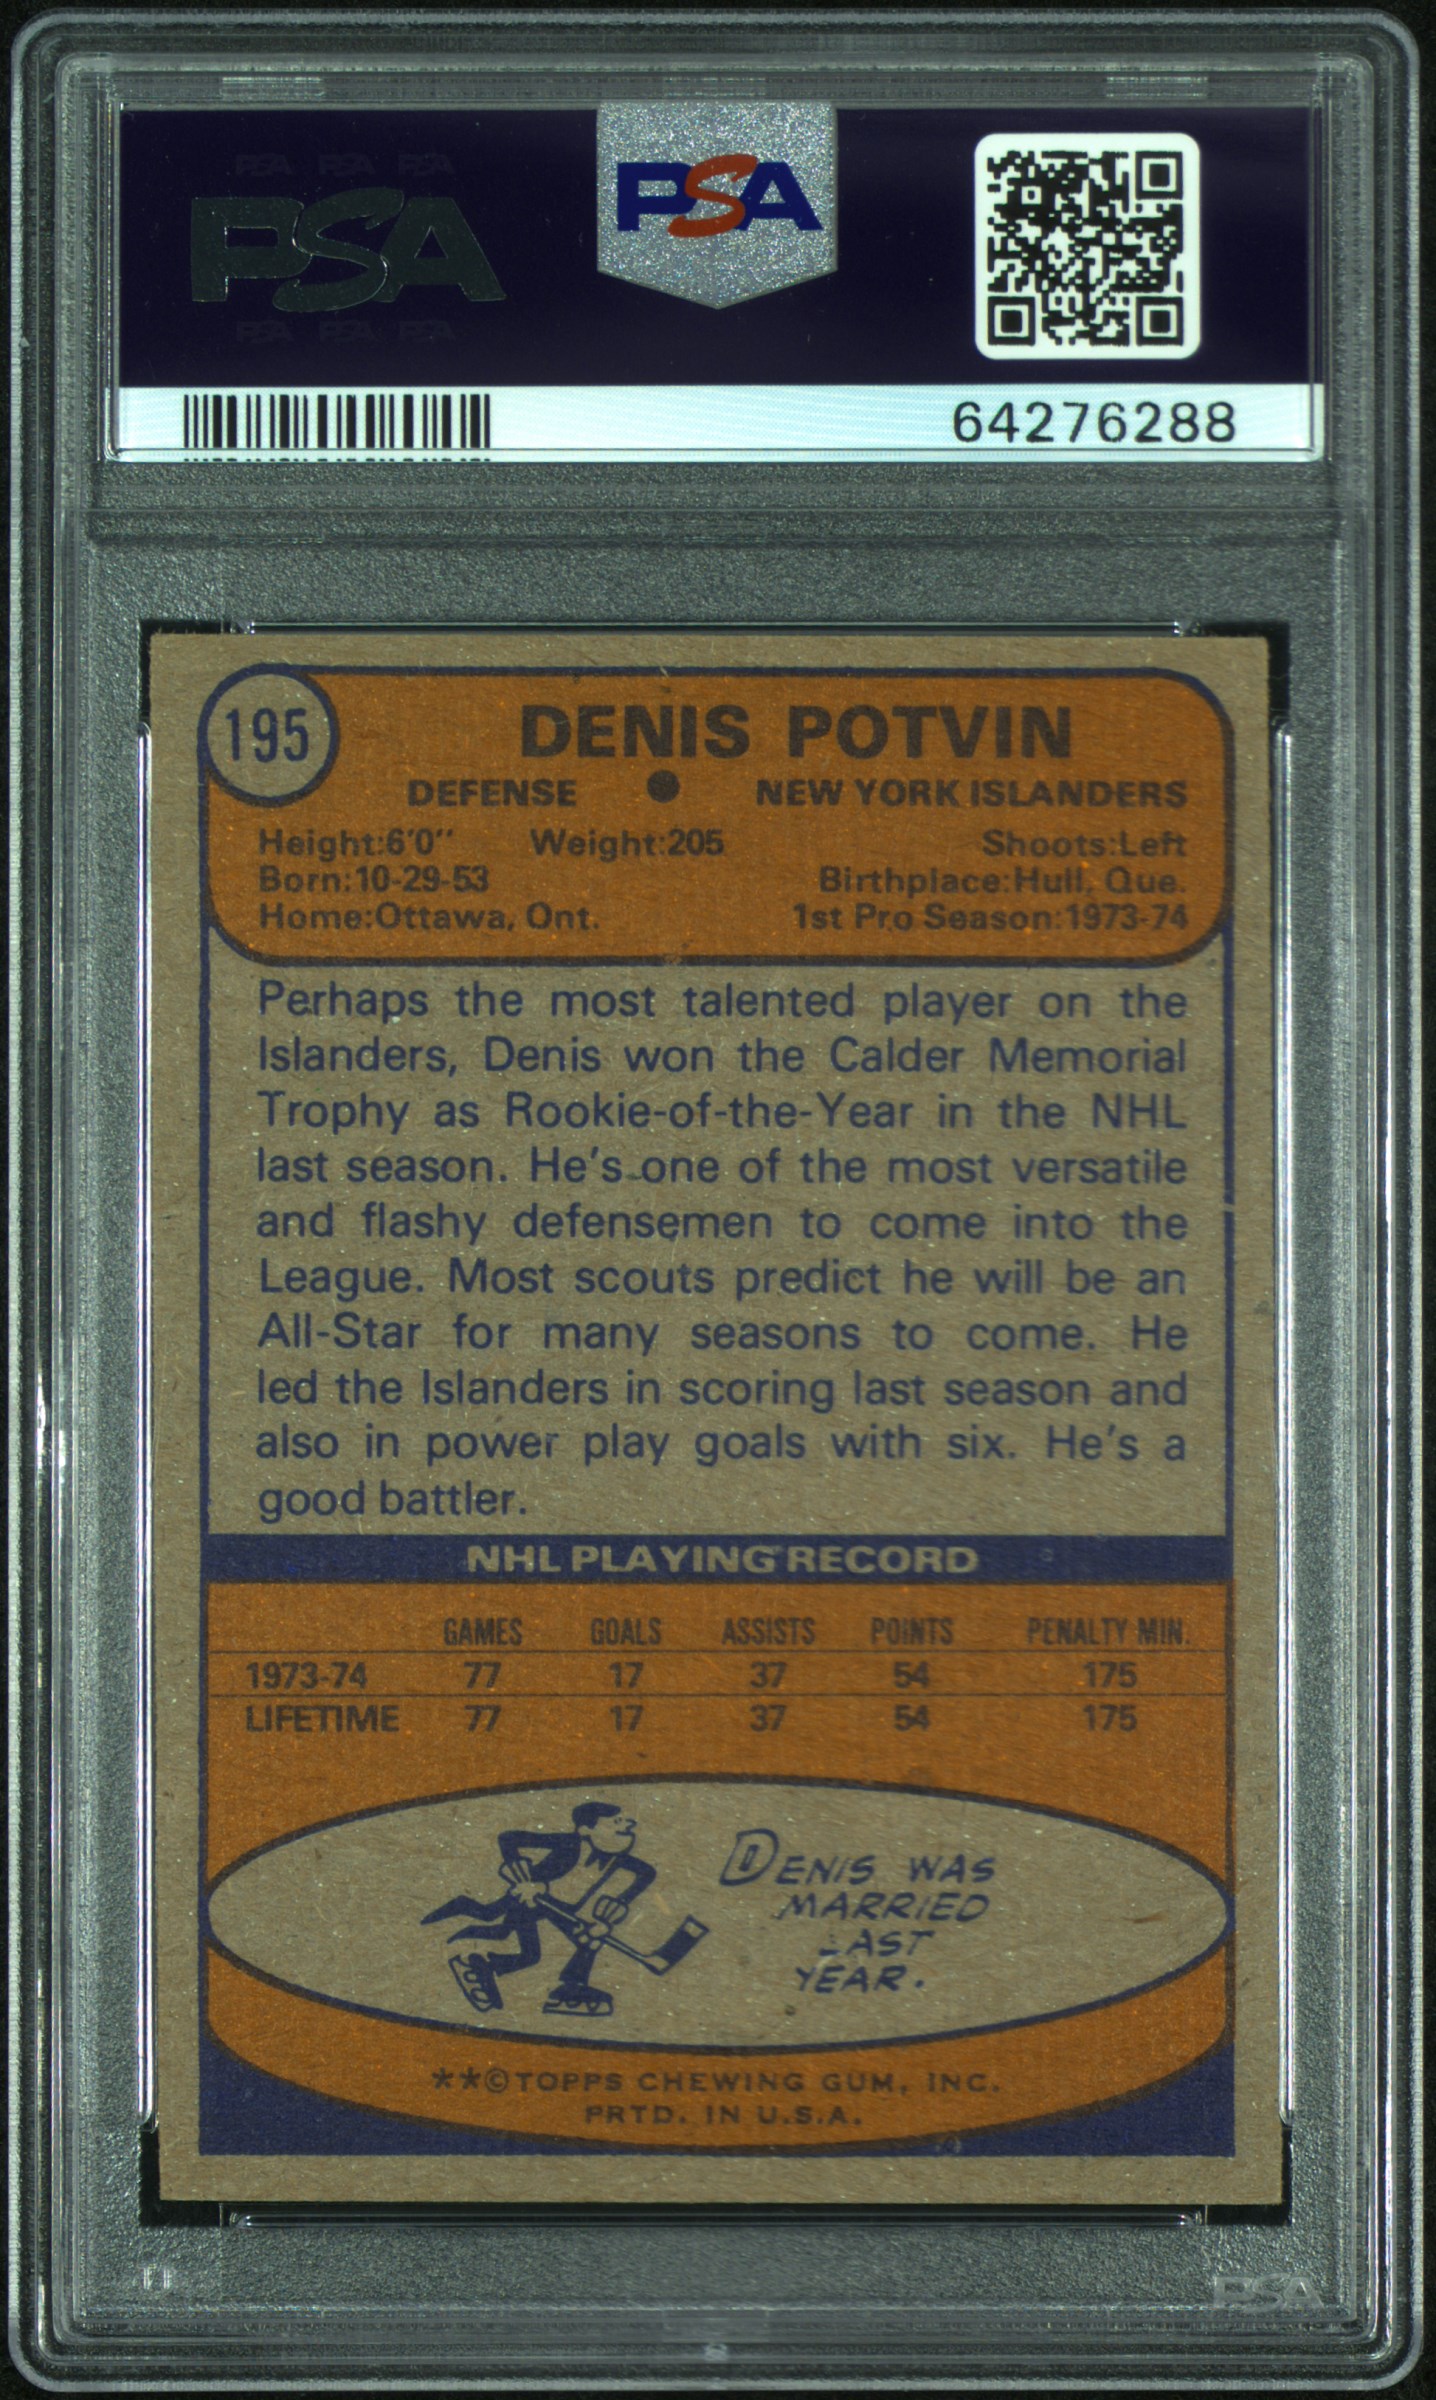 PSA PSA PSA
PSA
PSA PSA PSA
PSA
64276288
195
DENIS POTVIN
DEFENSE ● NEW YORK ISLANDERS
Height:6'0" Weight:205 Shoots:Left
Born:10-29-53 Birthplace:Hull, Que.
Home:Ottawa, Ont. 1st Pro Season:1973-74
Perhaps the most talented player on the
Islanders, Denis won the Calder Memorial
Trophy as Rookie-of-the-Year in the NHL
last season. He's one of the most versatile
and flashy defensemen to come into the
League. Most scouts predict he will be an
All-Star for many seasons to come. He
led the Islanders in scoring last season and
also in power play goals with six. He's a
good battler.
NHL PLAYING RECORD
GAMES GOALS ASSISTS POINTS PENALTY MIN.
1973-74 77 17 37 54 175
LIFETIME 77 17 37 54 175
DENIS WAS
MARRIED
LAST
YEAR.
**©TOPPS CHEWING GUM, INC.
PRTD. IN U.S.A.
PSA